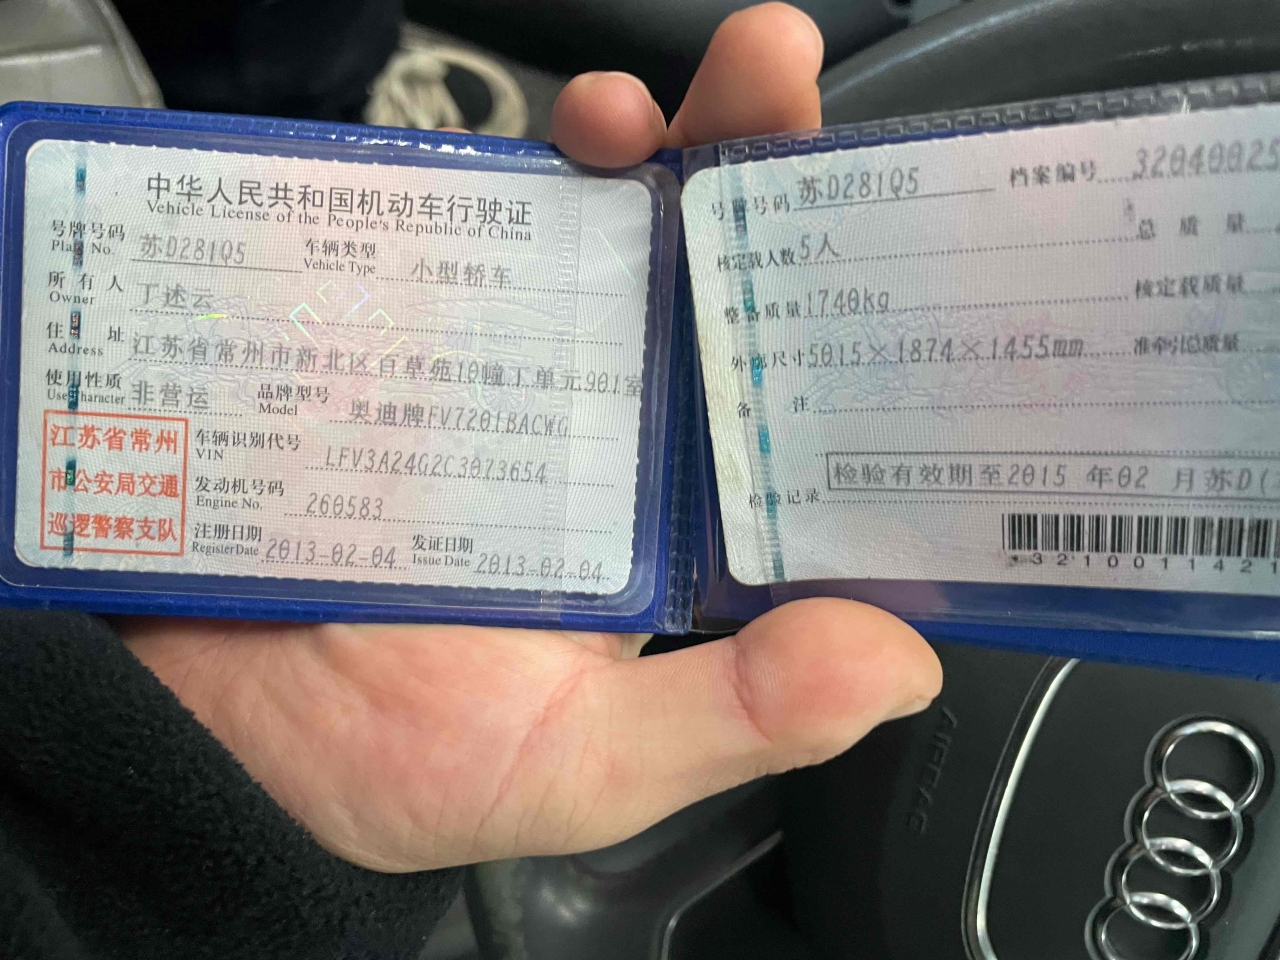 中华人民共和国机动车行驶证
Vehicle License of the People's Republic of China
号牌号码 苏D281Q5 车辆类型 小型轿车
Plate No. Vehicle Type
所有人 丁述云
Owner
住址 江苏省常州市新北区百草苑10幢丁单元901室
Address
使用性质 非营运 品牌型号 奥迪牌FV7201BACWG
Use Character Model
江苏省常州
市公安局交通
巡逻警察支队
车辆识别代号 LFV3A24G2C3073654
VIN
发动机号码 260583
Engine No.
注册日期 2013-02-04 发证日期 2013-02-04
Register Date Issue Date
号牌号码 苏D281Q5 档案编号 32040025
核定载人数 5人 总质量
整备质量 1740kg 核定载质量
外廓尺寸 5015×1874×1455mm 准牵引总质量
备注
检验有效期至2015 年02 月苏D(
检验记录
*321001142 1
AIRBAG